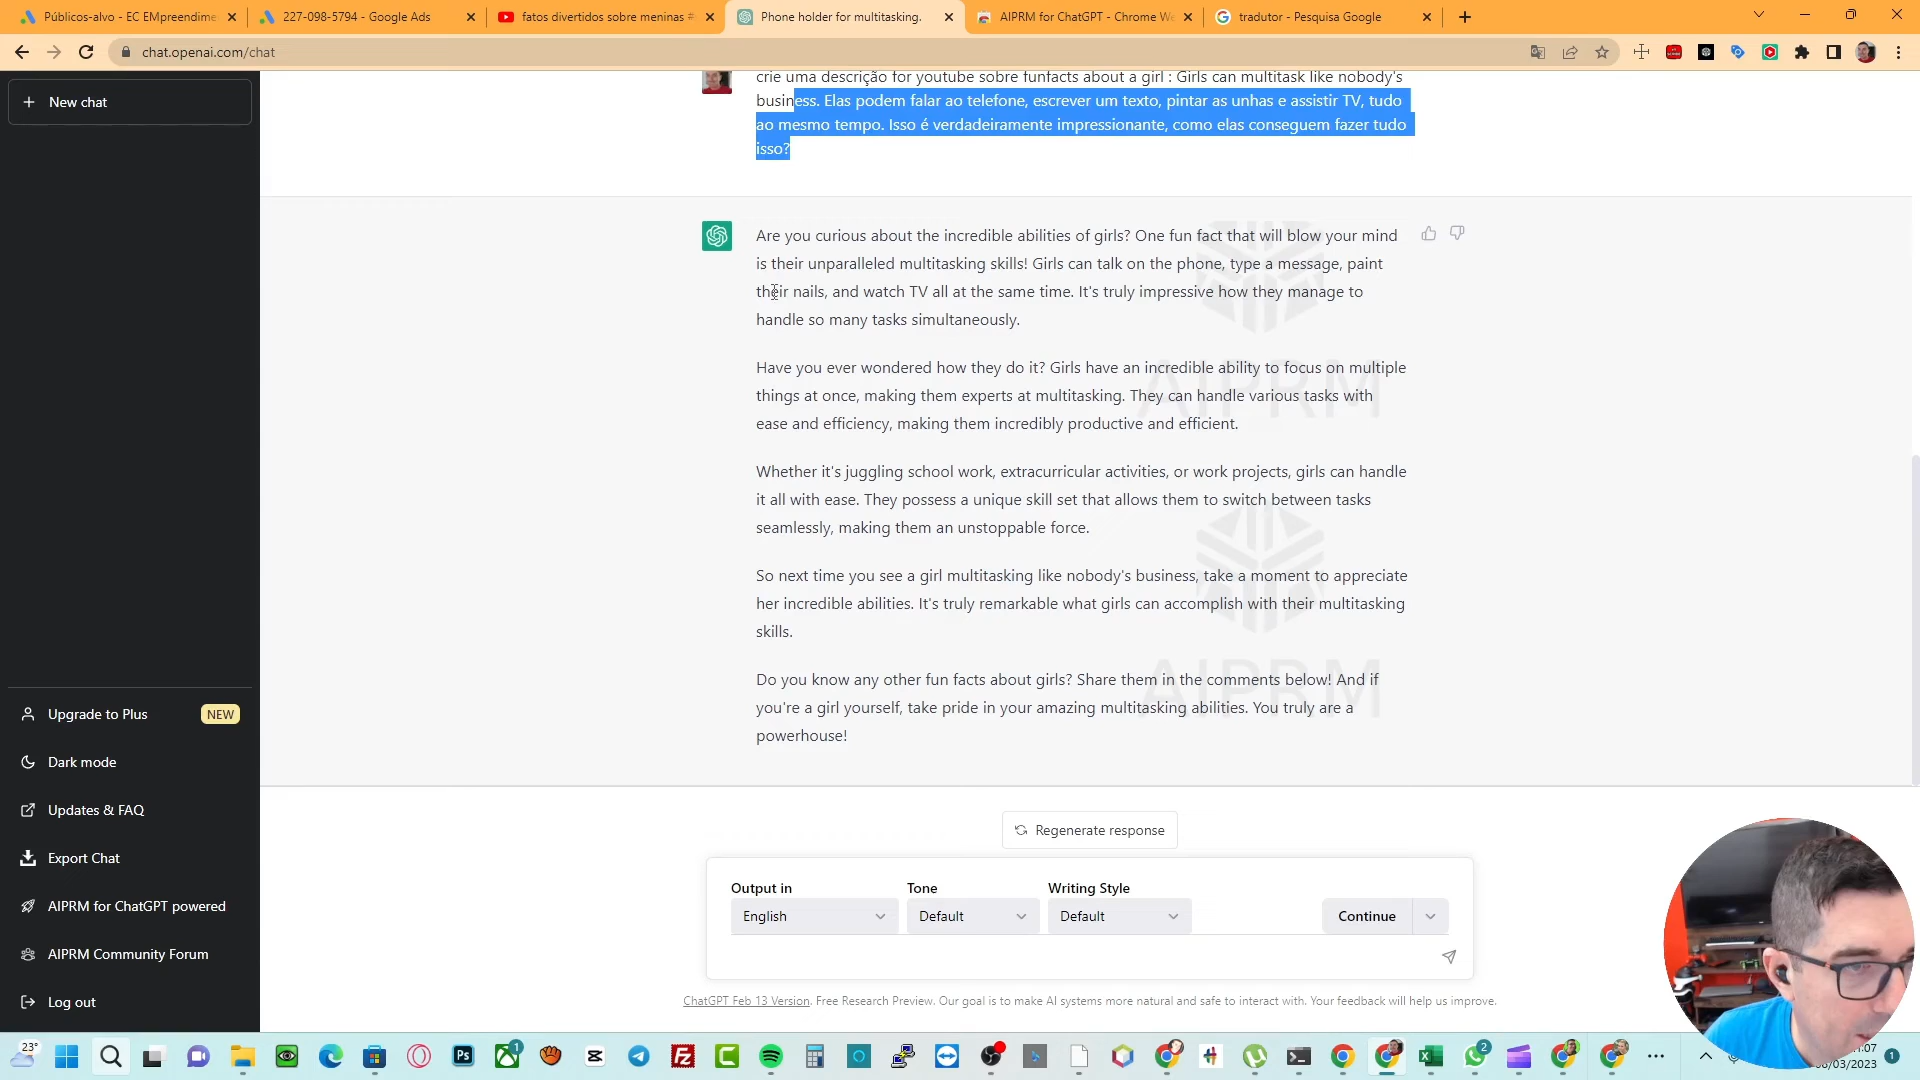 Públicos-alvo - EC EMpreendime
227-098-5794 - Google Ads
fatos divertidos sobre meninas #
Phone holder for multitasking.
AIPRM for ChatGPT - Chrome We
tradutor - Pesquisa Google
chat.openai.com/chat
New chat
crie uma descrição for youtube sobre funfacts about a girl : Girls can multitask like nobody's
business. Elas podem falar ao telefone, escrever um texto, pintar as unhas e assistir TV, tudo
ao mesmo tempo. Isso é verdadeiramente impressionante, como elas conseguem fazer tudo
isso?
Are you curious about the incredible abilities of girls? One fun fact that will blow your mind
is their unparalleled multitasking skills! Girls can talk on the phone, type a message, paint
their nails, and watch TV all at the same time. It's truly impressive how they manage to
handle so many tasks simultaneously.
Have you ever wondered how they do it? Girls have an incredible ability to focus on multiple
things at once, making them experts at multitasking. They can handle various tasks with
ease and efficiency, making them incredibly productive and efficient.
AIPRM
Whether it's juggling school work, extracurricular activities, or work projects, girls can handle
it all with ease. They possess a unique skill set that allows them to switch between tasks
seamlessly, making them an unstoppable force.
So next time you see a girl multitasking like nobody's business, take a moment to appreciate
her incredible abilities. It's truly remarkable what girls can accomplish with their multitasking
skills.
Do you know any other fun facts about girls? Share them in the comments below! And if
you're a girl yourself, take pride in your amazing multitasking abilities. You truly are a
powerhouse!
AIPRM
Upgrade to Plus
NEW
Dark mode
Updates & FAQ
Export Chat
AIPRM for ChatGPT powered
AIPRM Community Forum
Log out
Regenerate response
Output in
Tone
Writing Style
English
Default
Default
Continue
ChatGPT Feb 13 Version. Free Research Preview. Our goal is to make AI systems more natural and safe to interact with. Your feedback will help us improve.
23°
Ps
1
2
1:07
08/03/2023
1